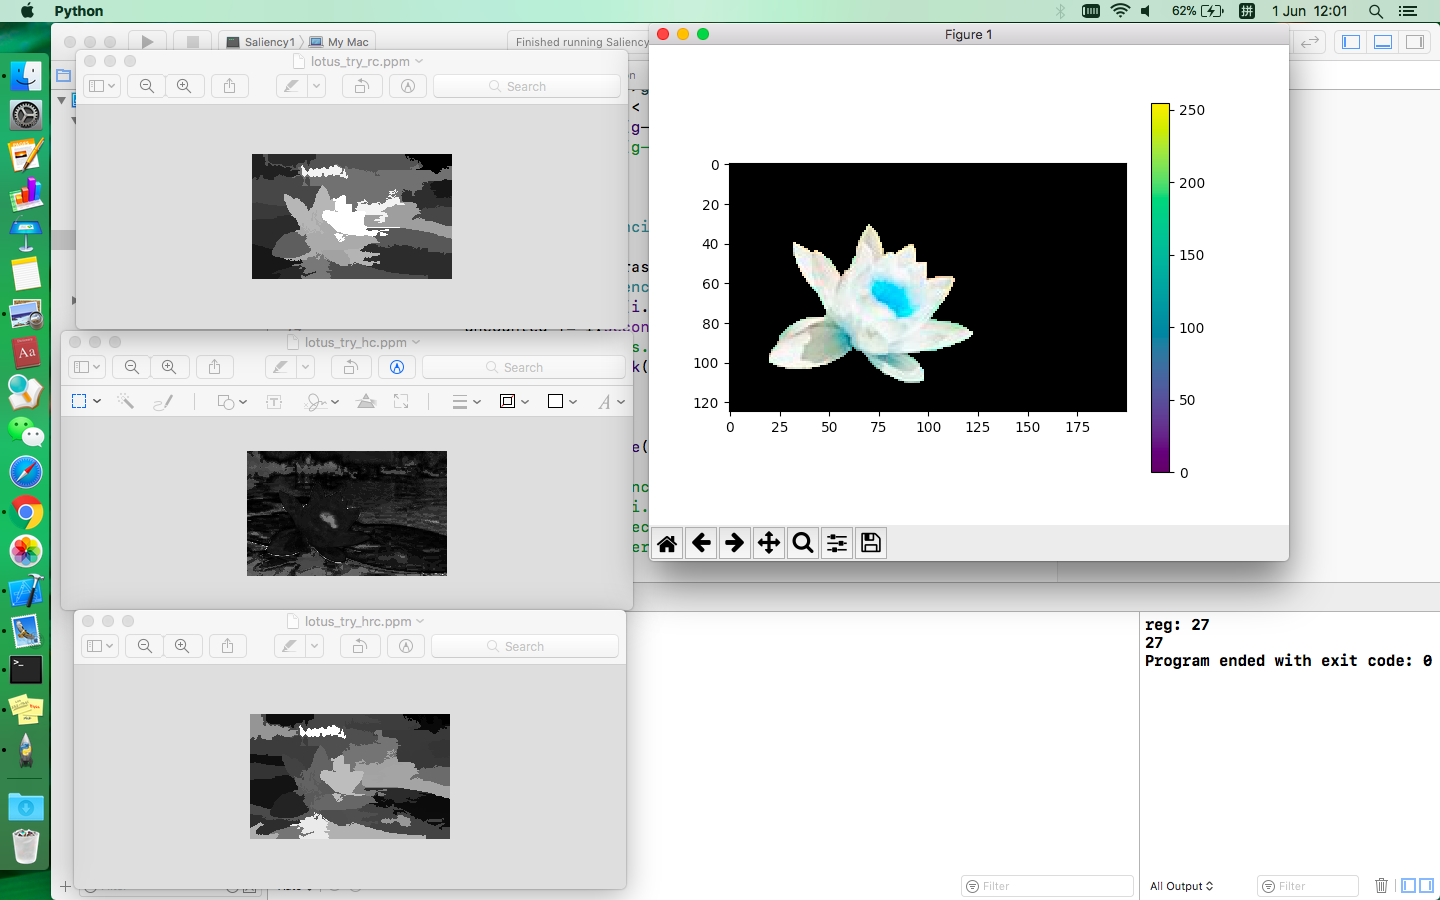 Python
62%
拼
1 Jun 12:01
Saliency1
My Mac
Finished running Saliency
lotus_try_rc.ppm
Search
Figure 1
0
20
40
60
80
100
120
0
25
50
75
100
125
150
175
250
200
150
100
50
0
lotus_try_hc.ppm
Search
lotus_try_hrc.ppm
Search
reg: 27
27
Program ended with exit code: 0
Filter
All Output
Filter